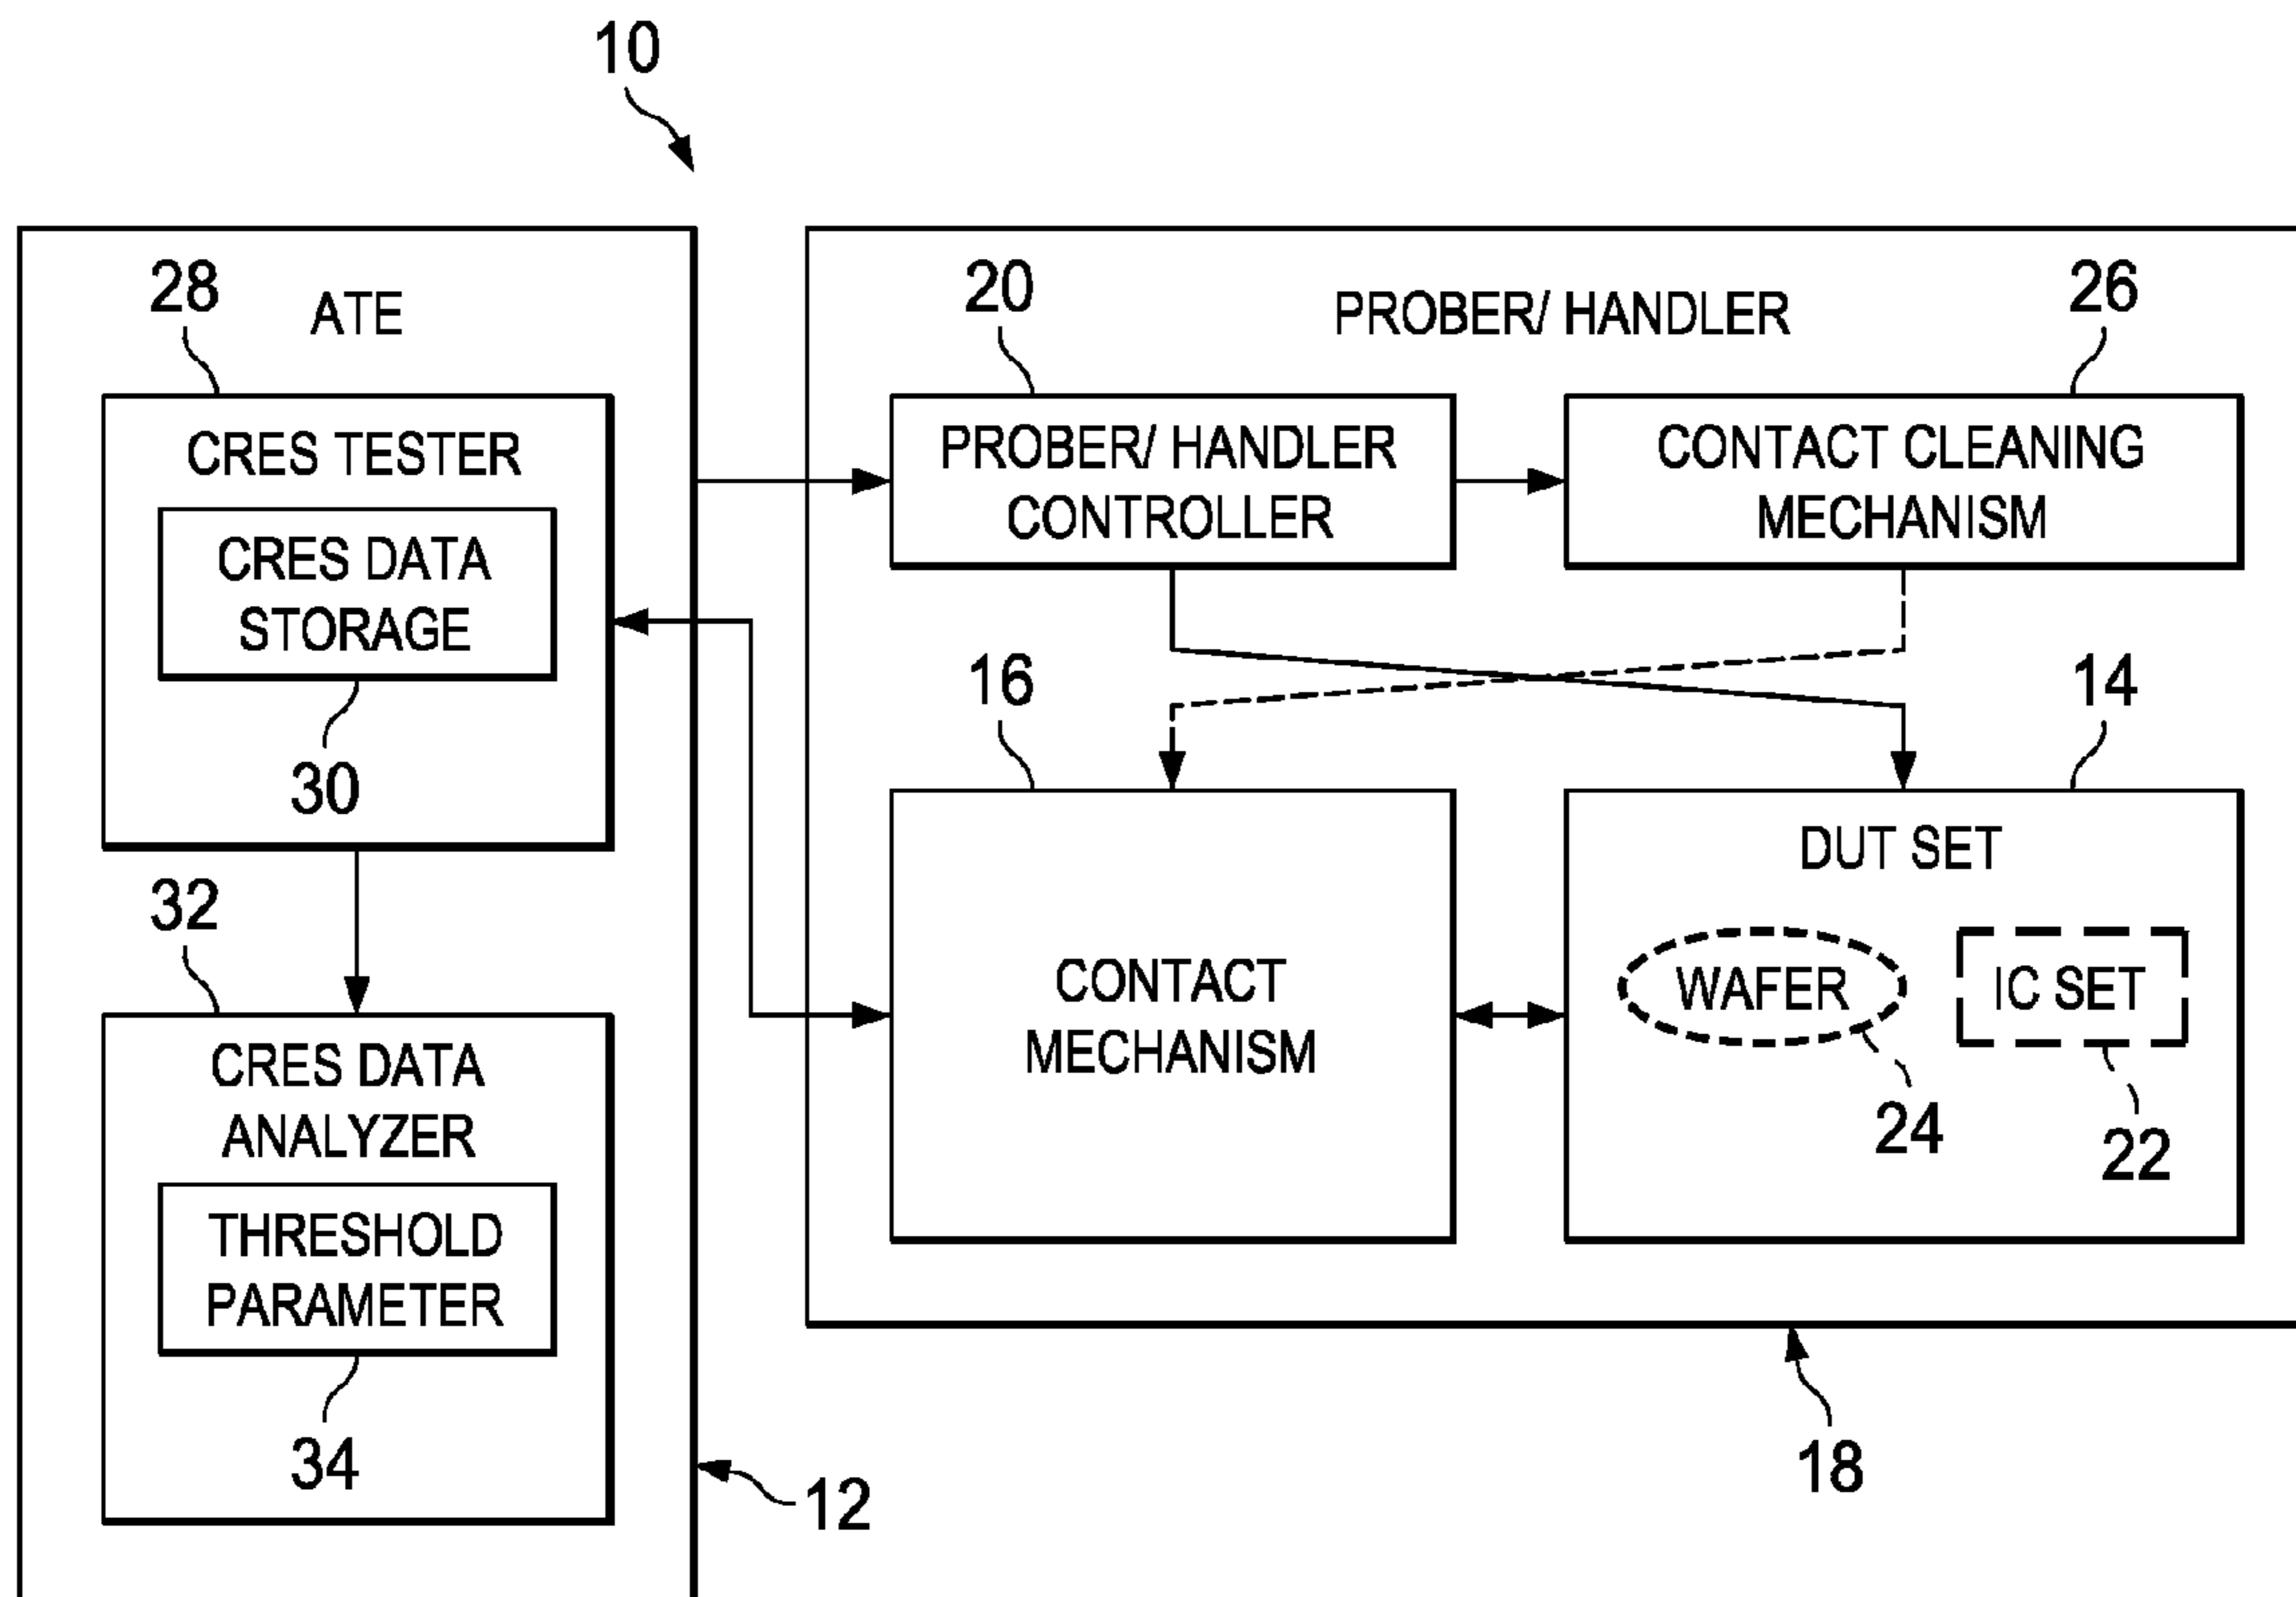 10
ATE
28
CRES TESTER
CRES DATA
STORAGE
30
32
CRES DATA
ANALYZER
THRESHOLD
PARAMETER
34
12
PROBER/ HANDLER
20
PROBER/ HANDLER
CONTROLLER
26
CONTACT CLEANING
MECHANISM
16
CONTACT
MECHANISM
14
DUT SET
WAFER
IC SET
24
22
18